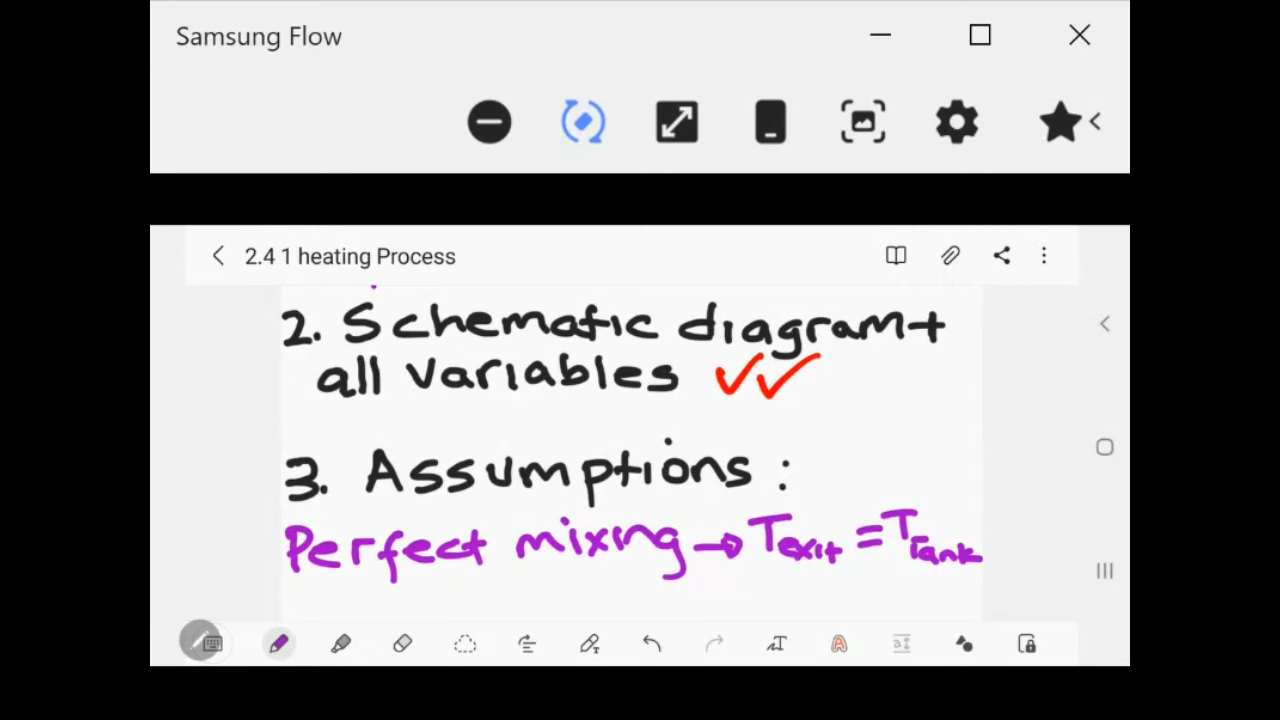 Samsung Flow
2.4 1 heating Process
2. Schematic diagram +
all variables
3. Assumptions :
Perfect mixing → Texit = TTank